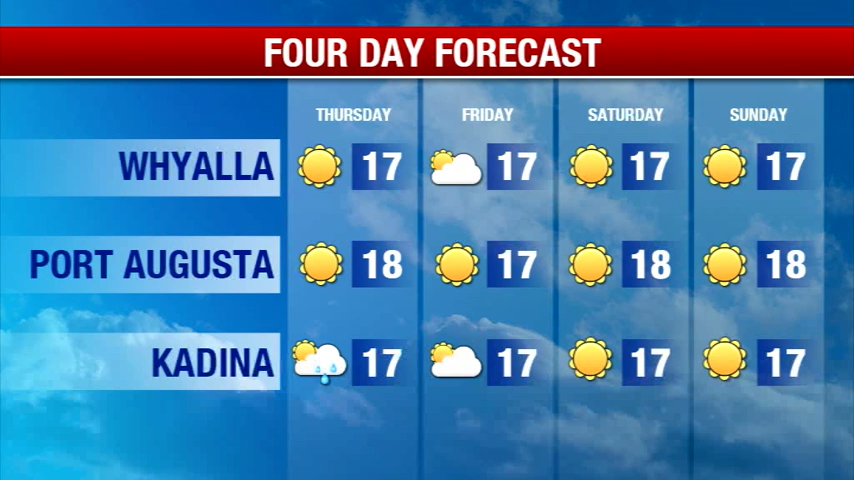 FOUR DAY FORECAST
THURSDAY FRIDAY SATURDAY SUNDAY
WHYALLA 17 17 17 17
PORT AUGUSTA 18 17 18 18
KADINA 17 17 17 17